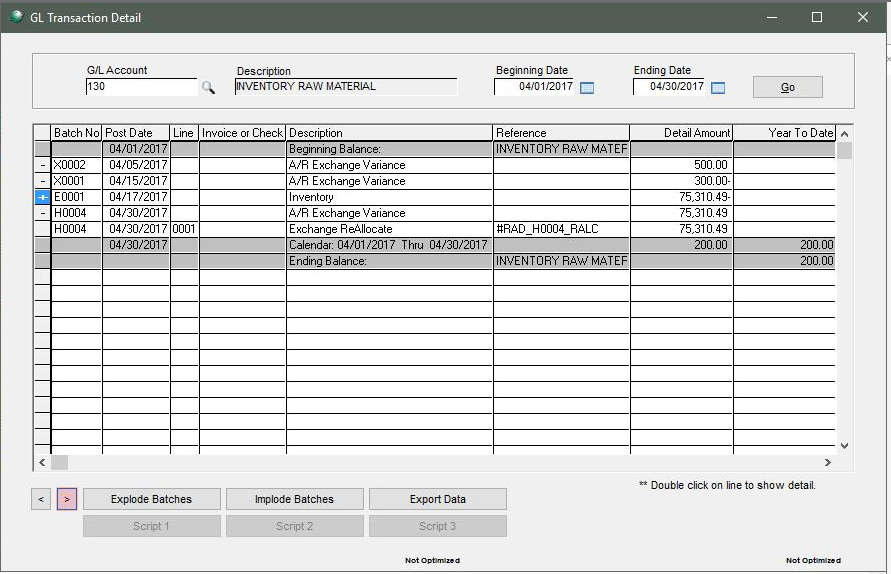 GL Transaction Detail
G/L Account Description Beginning Date Ending Date
130 INVENTORY RAW MATERIAL 04/01/2017 04/30/2017 Go
Batch No Post Date Line Invoice or Check Description Reference Detail Amount Year To Date
04/01/2017 Beginning Balance: INVENTORY RAW MATEF
- X0002 04/05/2017 A/R Exchange Variance 500.00
- X0001 04/15/2017 A/R Exchange Variance 300.00-
+ E0001 04/17/2017 Inventory 75,310.49-
- H0004 04/30/2017 A/R Exchange Variance 75,310.49
H0004 04/30/2017 0001 Exchange ReAllocate #RAD_H0004_RALC 75,310.49
04/30/2017 Calendar: 04/01/2017 Thru 04/30/2017 200.00 200.00
Ending Balance: INVENTORY RAW MATEF 200.00
** Double click on line to show detail.
< > Explode Batches Implode Batches Export Data
Script 1 Script 2 Script 3
Not Optimized Not Optimized